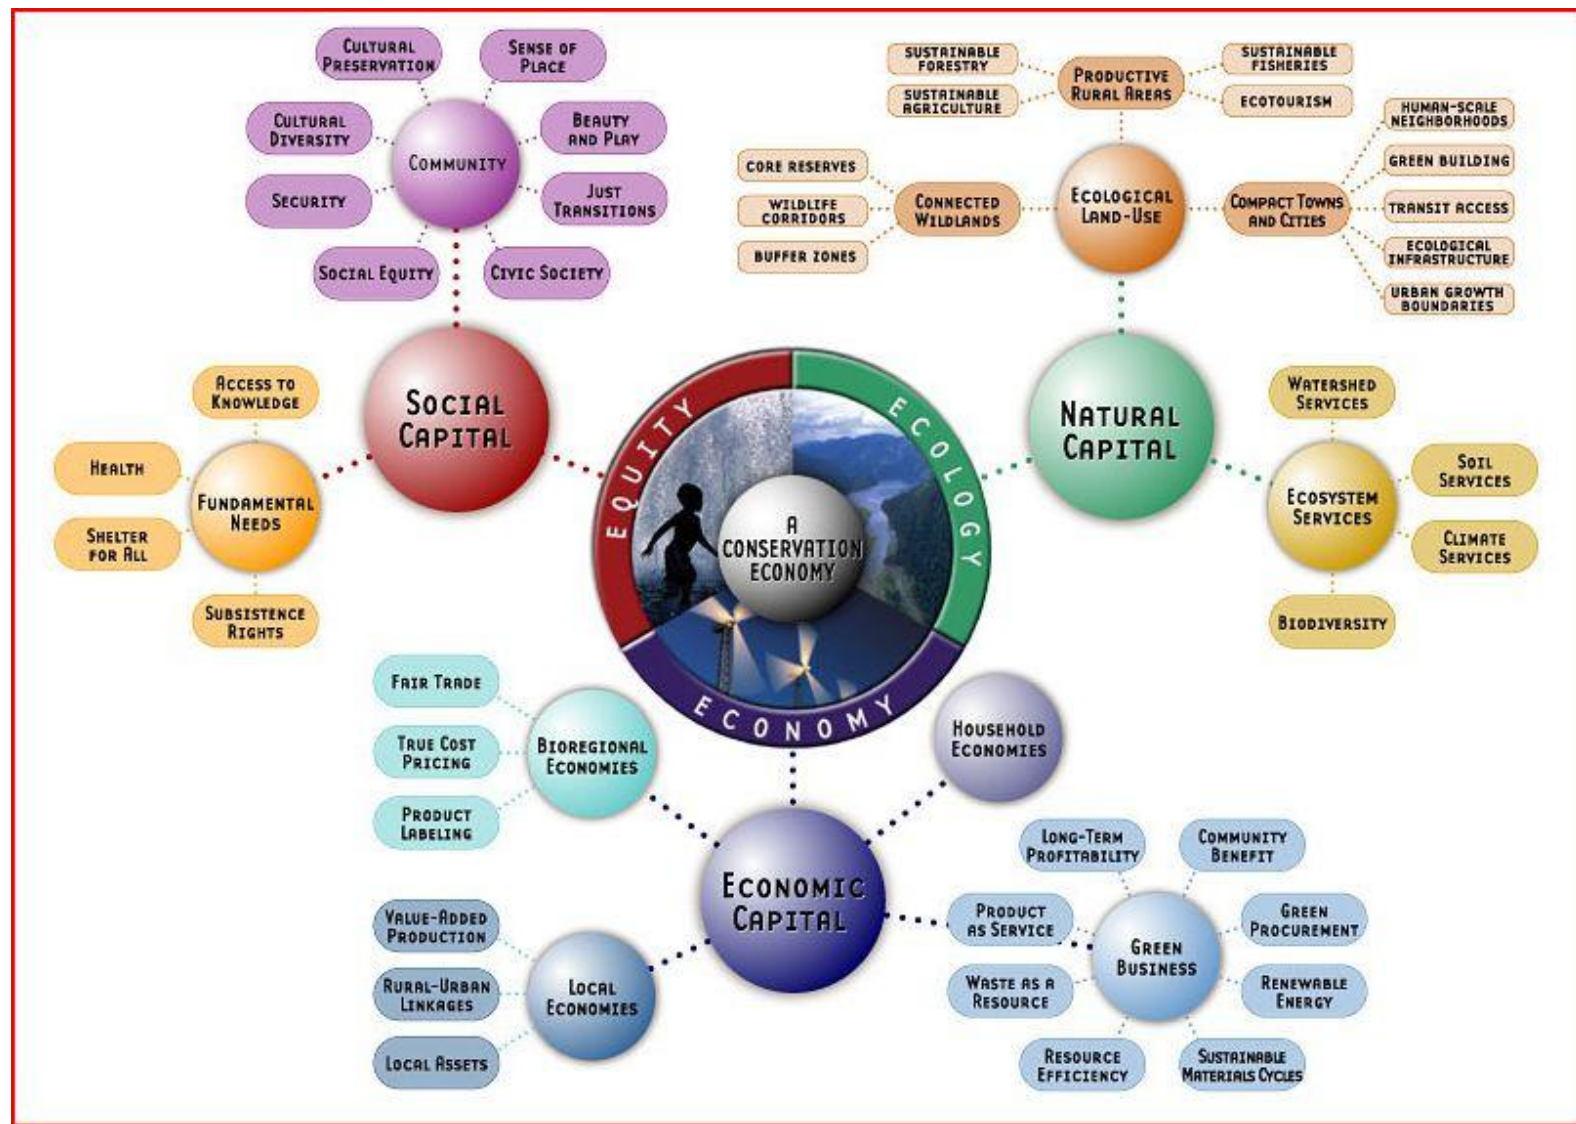 CULTURAL
PRESERVATION
SENSE OF
PLACE
CULTURAL
DIVERSITY
BEAUTY
AND PLAY
COMMUNITY
SECURITY
JUST
TRANSITIONS
SOCIAL EQUITY
CIVIC SOCIETY
SUSTAINABLE
FORESTRY
SUSTAINABLE
AGRICULTURE
PRODUCTIVE
RURAL AREAS
SUSTAINABLE
FISHERIES
ECOTOURISM
HUMAN-SCALE
NEIGHBORHOODS
GREEN BUILDING
TRANSIT ACCESS
ECOLOGICAL
INFRASTRUCTURE
URBAN GROWTH
BOUNDARIES
CORE RESERVES
WILDLIFE
CORRIDORS
BUFFER ZONES
CONNECTED
WILDLANDS
ECOLOGICAL
LAND-USE
COMPACT TOWNS
AND CITIES
SOCIAL
CAPITAL
ACCESS TO
KNOWLEDGE
HEALTH
SHELTER
FOR ALL
FUNDAMENTAL
NEEDS
SUBSISTENCE
RIGHTS
EQUITY
ECOLOGY
ECONOMY
A
CONSERVATION
ECONOMY
NATURAL
CAPITAL
WATERSHED
SERVICES
SOIL
SERVICES
ECOSYSTEM
SERVICES
CLIMATE
SERVICES
BIODIVERSITY
FAIR TRADE
TRUE COST
PRICING
PRODUCT
LABELING
BIOREGIONAL
ECONOMIES
HOUSEHOLD
ECONOMIES
ECONOMIC
CAPITAL
VALUE-ADDED
PRODUCTION
RURAL-URBAN
LINKAGES
LOCAL ASSETS
LOCAL
ECONOMIES
LONG-TERM
PROFITABILITY
COMMUNITY
BENEFIT
PRODUCT
AS SERVICE
GREEN
PROCUREMENT
GREEN
BUSINESS
WASTE AS A
RESOURCE
RENEWABLE
ENERGY
RESOURCE
EFFICIENCY
SUSTAINABLE
MATERIALS CYCLES